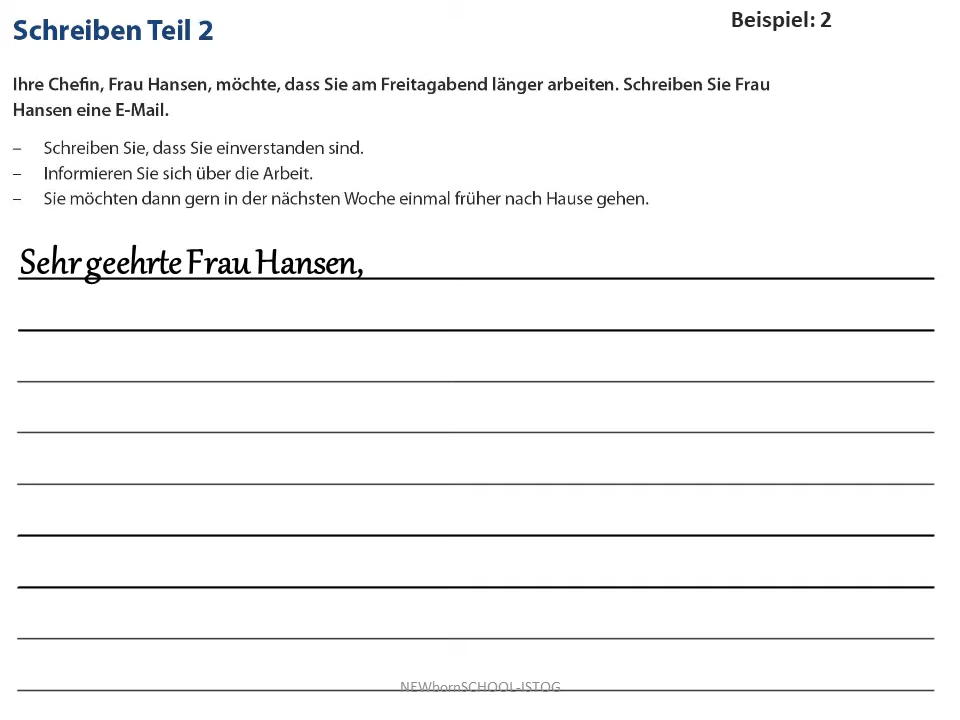 Schreiben Teil 2
Beispiel: 2
Ihre Chefin, Frau Hansen, möchte, dass Sie am Freitagabend länger arbeiten. Schreiben Sie Frau
Hansen eine E-Mail.
– Schreiben Sie, dass Sie einverstanden sind.
– Informieren Sie sich über die Arbeit.
– Sie möchten dann gern in der nächsten Woche einmal früher nach Hause gehen.
Sehr geehrte Frau Hansen,
NEWbornSCHOOL-ISTOG